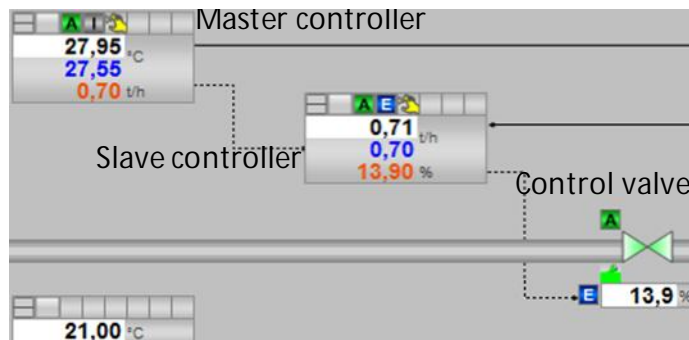 Master controller
A I
27,95 °C
27,55
0,70 t/h
A E
0,71 t/h
0,70
13,90 %
Slave controller
Control valve
A
E 13,9 %
21,00 °C